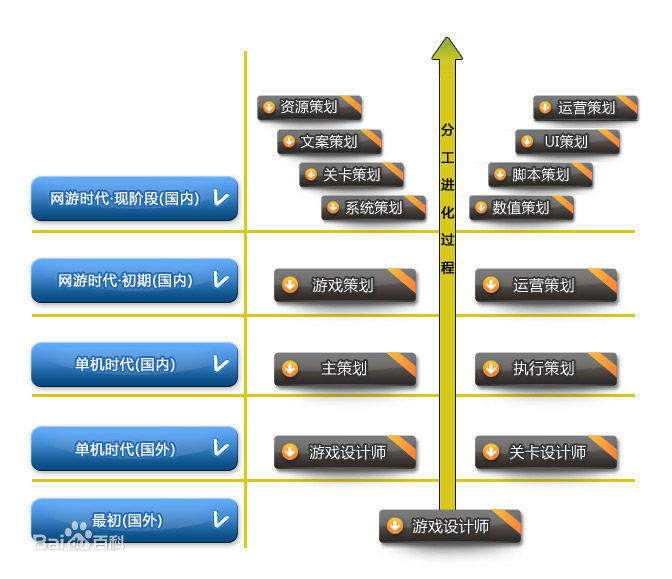 资源策划
运营策划
文案策划
UI策划
关卡策划
脚本策划
网游时代·现阶段(国内)
系统策划
数值策划
分工进化过程
网游时代·初期(国内)
游戏策划
运营策划
单机时代(国内)
主策划
执行策划
单机时代(国外)
游戏设计师
关卡设计师
最初(国外)
游戏设计师
Bai百科